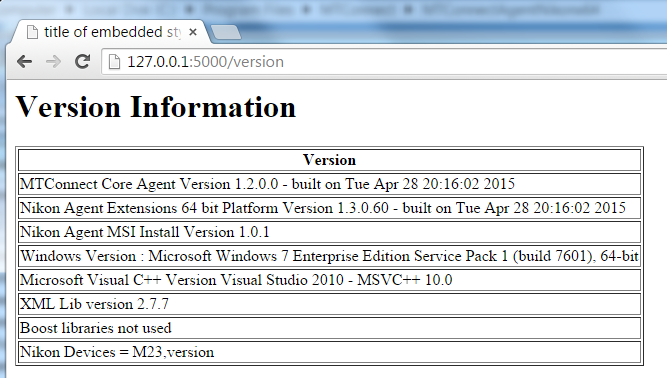 title of embedded sty
127.0.0.1:5000/version
Version Information
Version
MTConnect Core Agent Version 1.2.0.0 - built on Tue Apr 28 20:16:02 2015
Nikon Agent Extensions 64 bit Platform Version 1.3.0.60 - built on Tue Apr 28 20:16:02 2015
Nikon Agent MSI Install Version 1.0.1
Windows Version : Microsoft Windows 7 Enterprise Edition Service Pack 1 (build 7601), 64-bit
Microsoft Visual C++ Version Visual Studio 2010 - MSVC++ 10.0
XML Lib version 2.7.7
Boost libraries not used
Nikon Devices = M23,version